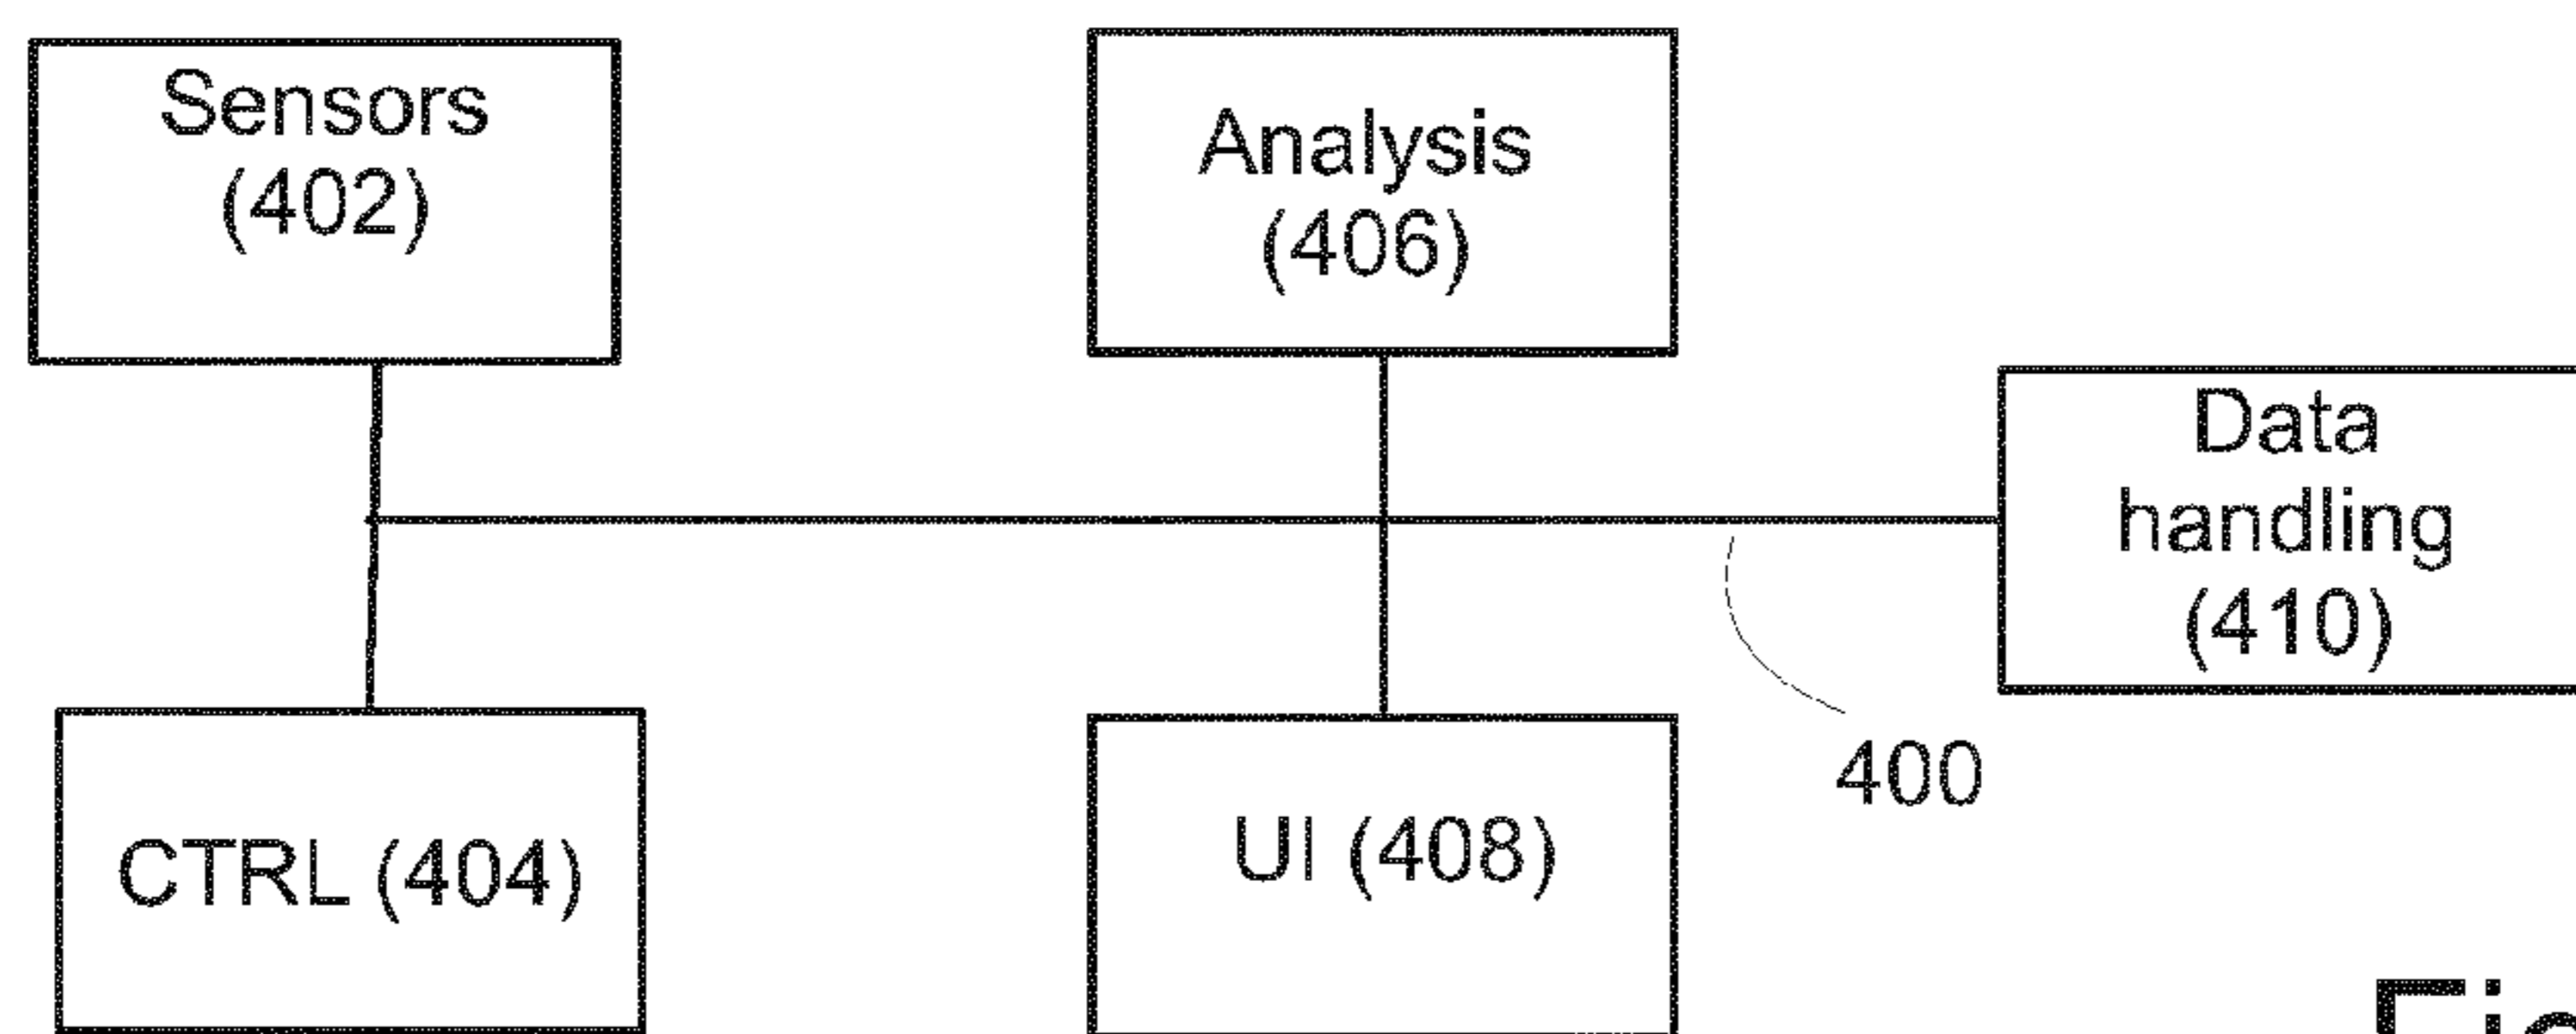 Sensors
(402)
Analysis
(406)
Data
handling
(410)
CTRL (404)
UI (408)
400